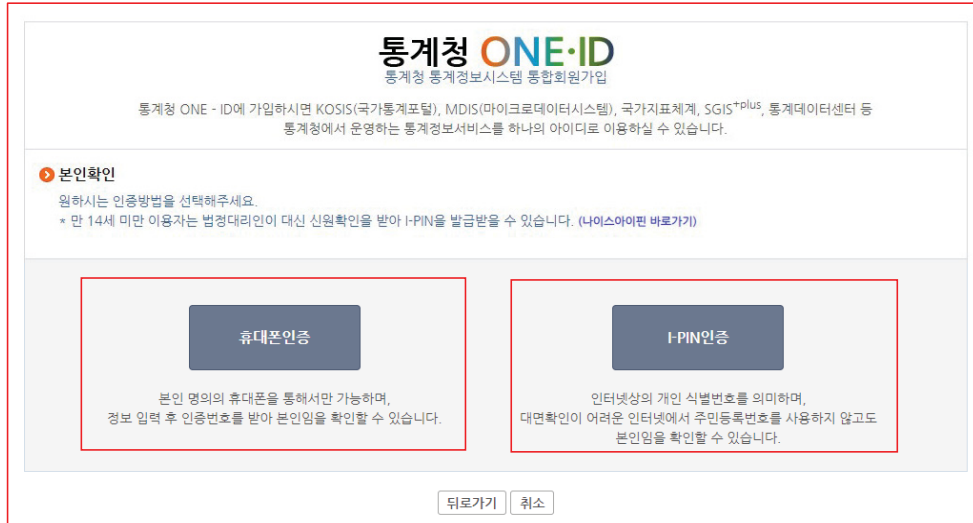 통계청 ONE·ID
통계청 통계정보시스템 통합회원가입
통계청 ONE - ID에 가입하시면 KOSIS(국가통계포털), MDIS(마이크로데이터시스템), 국가지표체계, SGIS+plus, 통계데이터센터 등
통계청에서 운영하는 통계정보서비스를 하나의 아이디로 이용하실 수 있습니다.
본인확인
원하시는 인증방법을 선택해주세요.
* 만 14세 미만 이용자는 법정대리인이 대신 신원확인을 받아 I-PIN을 발급받을 수 있습니다. (나이스아이핀 바로가기)
휴대폰인증
본인 명의의 휴대폰을 통해서만 가능하며,
정보 입력 후 인증번호를 받아 본인임을 확인할 수 있습니다.
I-PIN인증
인터넷상의 개인 식별번호를 의미하며,
대면확인이 어려운 인터넷에서 주민등록번호를 사용하지 않고도
본인임을 확인할 수 있습니다.
뒤로가기 취소